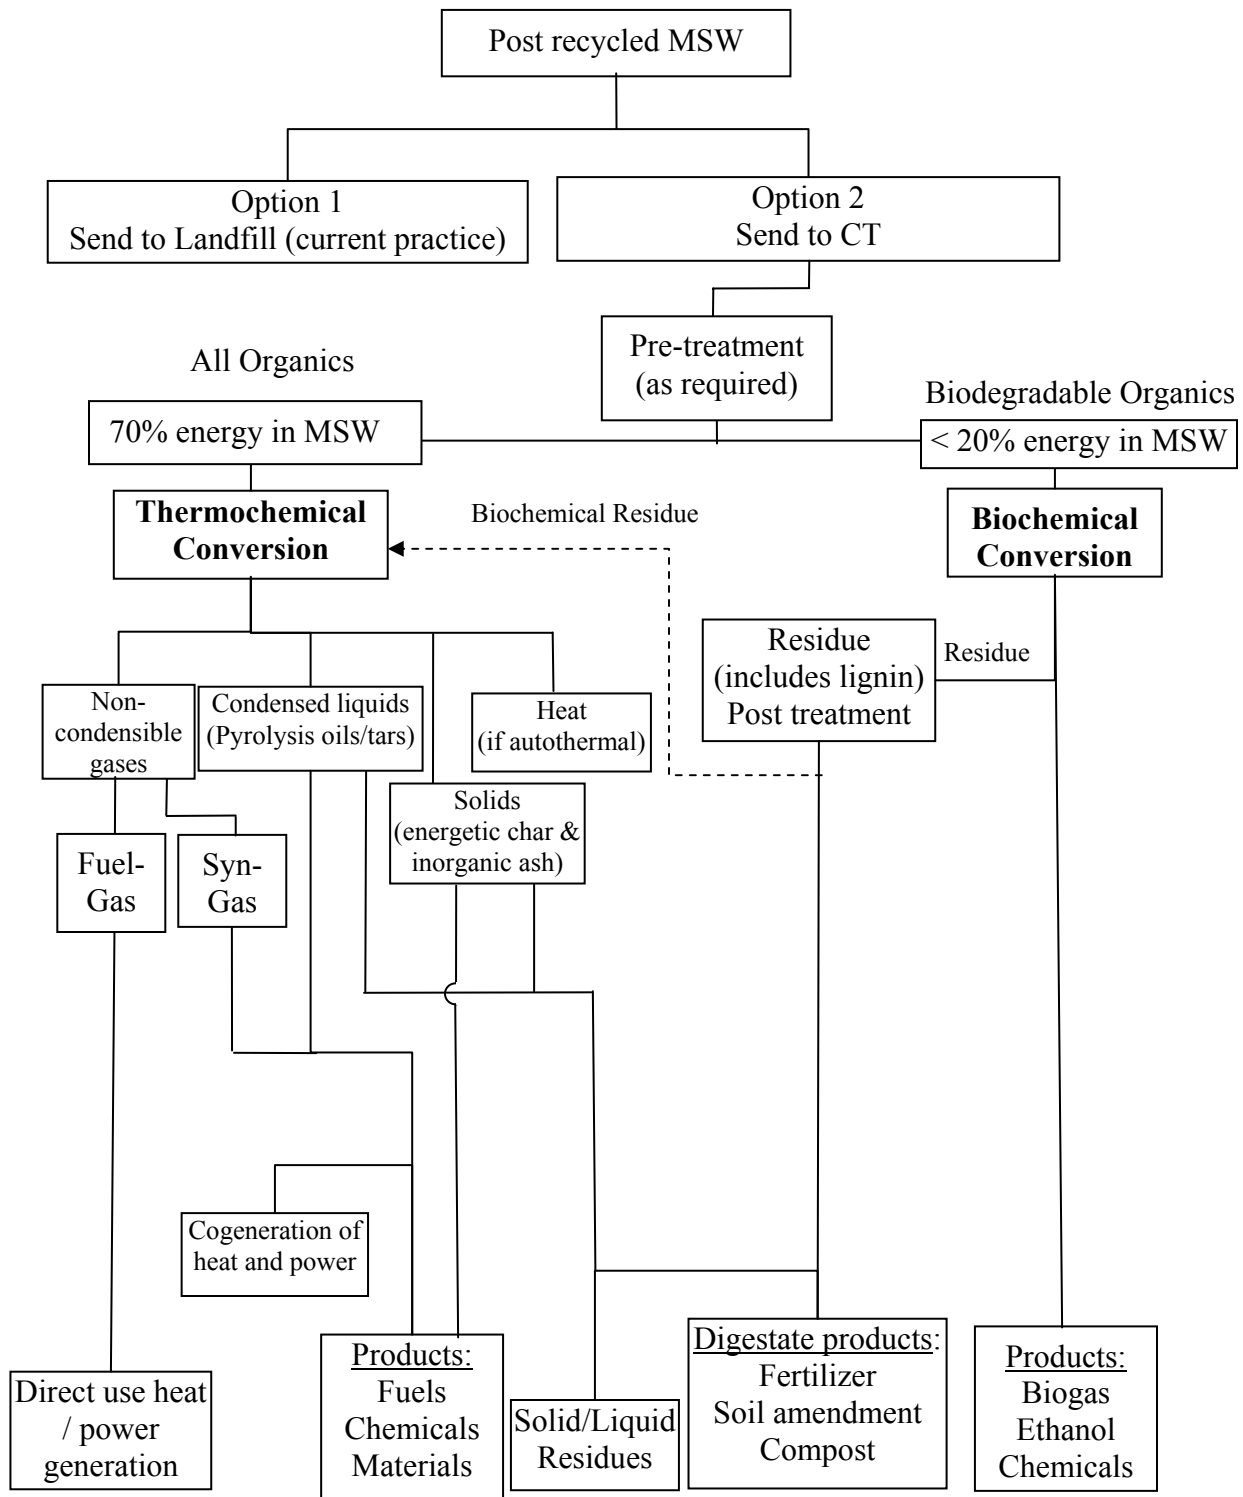 Post recycled MSW
Option 1
Send to Landfill (current practice)
Option 2
Send to CT
Pre-treatment
(as required)
All Organics
70% energy in MSW
Biodegradable Organics
< 20% energy in MSW
Thermochemical
Conversion
Biochemical Residue
Biochemical
Conversion
Residue
(includes lignin)
Post treatment
Residue
Non-
condensible
gases
Condensed liquids
(Pyrolysis oils/tars)
Heat
(if autothermal)
Solids
(energetic char &
inorganic ash)
Fuel-
Gas
Syn-
Gas
Cogeneration of
heat and power
Direct use heat
/ power
generation
Products:
Fuels
Chemicals
Materials
Solid/Liquid
Residues
Digestate products:
Fertilizer
Soil amendment
Compost
Products:
Biogas
Ethanol
Chemicals